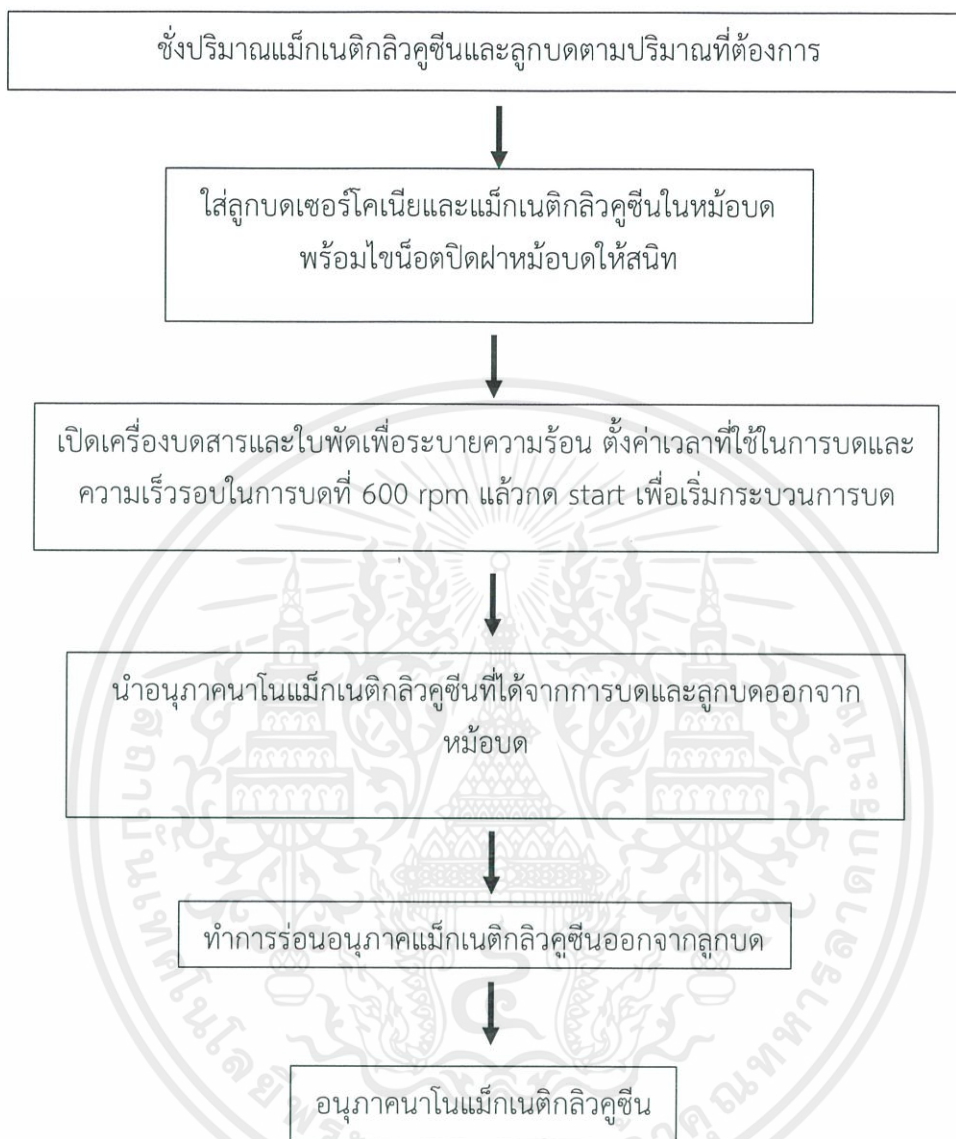 ชั่งปริมาณแม็กเนติกลิวคูซีนและลูกบดตามปริมาณที่ต้องการ
ใส่ลูกบดเซอร์โคเนียและแม็กเนติกลิวคูซีนในหม้อบด
พร้อมไขน็อตปิดฝาหม้อบดให้สนิท
เปิดเครื่องบดสารและใบพัดเพื่อระบายความร้อน ตั้งค่าเวลาที่ใช้ในการบดและ
ความเร็วรอบในการบดที่ 600 rpm แล้วกด start เพื่อเริ่มกระบวนการบด
นำอนุภาคนาโนแม็กเนติกลิวคูซีนที่ได้จากการบดและลูกบดออกจาก
หม้อบด
ทำการร่อนอนุภาคแม็กเนติกลิวคูซีนออกจากลูกบด
อนุภาคนาโนแม็กเนติกลิวคูซีน